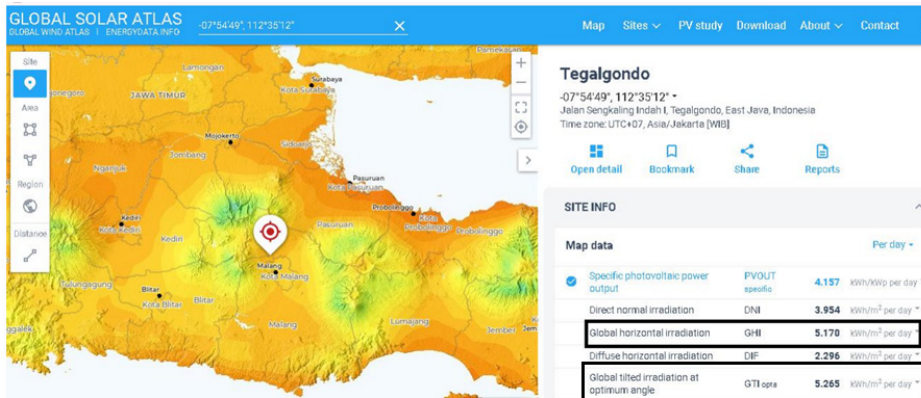 GLOBAL SOLAR ATLAS
GLOBAL WIND ATLAS | ENERGYDATA.INFO
-07°54'49", 112°35'12"
Map Sites PV study Download About Contact
Site
Area
Region
Distance
Pamekasan
Lamongan
Surabaya
Kota Surabaya
JAWA TIMUR
Mojokerto
Jombang
Nganjuk
Pasuruan
Kota Pasuruan
Probolinggo
Kota Probolinggo
Probolinggo
Kediri
Kota Kediri
Kediri
Pasuruan
Malang
Kota Malang
Tulungagung
Blitar
Kota Blitar
Blitar
Malang
Lumajang
Jember
Tegalgondo
-07°54'49", 112°35'12"
Jalan Sengkaling Indah I, Tegalgondo, East Java, Indonesia
Time zone: UTC+07, Asia/Jakarta [WIB]
Open detail Bookmark Share Reports
SITE INFO
Map data Per day
Specific photovoltaic power output PVOUT specific 4.157 kWh/kWp per day
Direct normal irradiation DNI 3.954 kWh/m² per day
Global horizontal irradiation GHI 5.170 kWh/m² per day
Diffuse horizontal irradiation DIF 2.296 kWh/m² per day
Global tilted irradiation at optimum angle GTI opta 5.265 kWh/m² per day